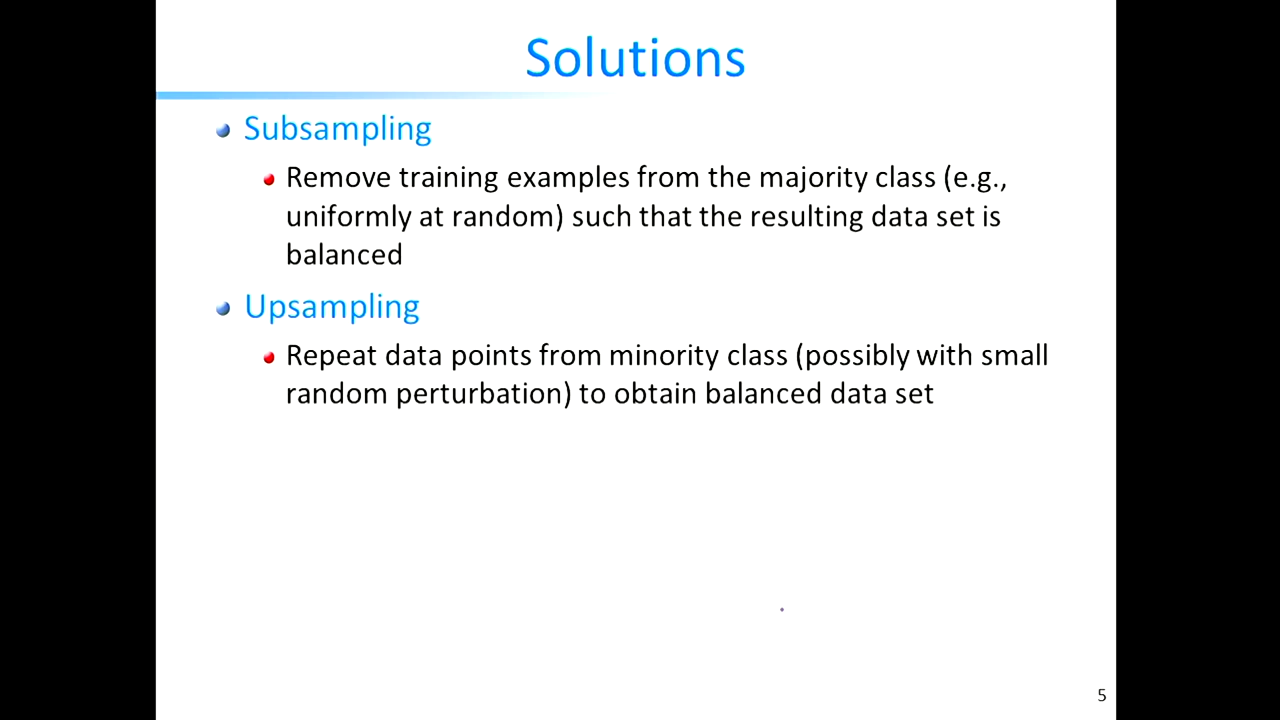 Solutions
Subsampling
Remove training examples from the majority class (e.g.,
uniformly at random) such that the resulting data set is
balanced
Upsampling
Repeat data points from minority class (possibly with small
random perturbation) to obtain balanced data set
5